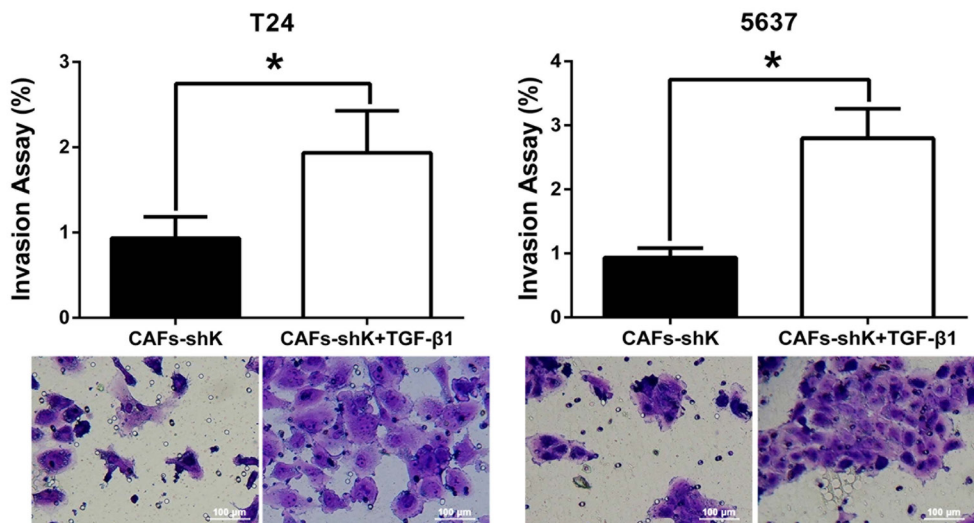 T24
5637
*
*
Invasion Assay (%)
3
2
1
0
Invasion Assay (%)
4
3
2
1
0
CAFs-shK
CAFs-shK+TGF-β1
CAFs-shK
CAFs-shK+TGF-β1
100 μm
100 μm
100 μm
100 μm